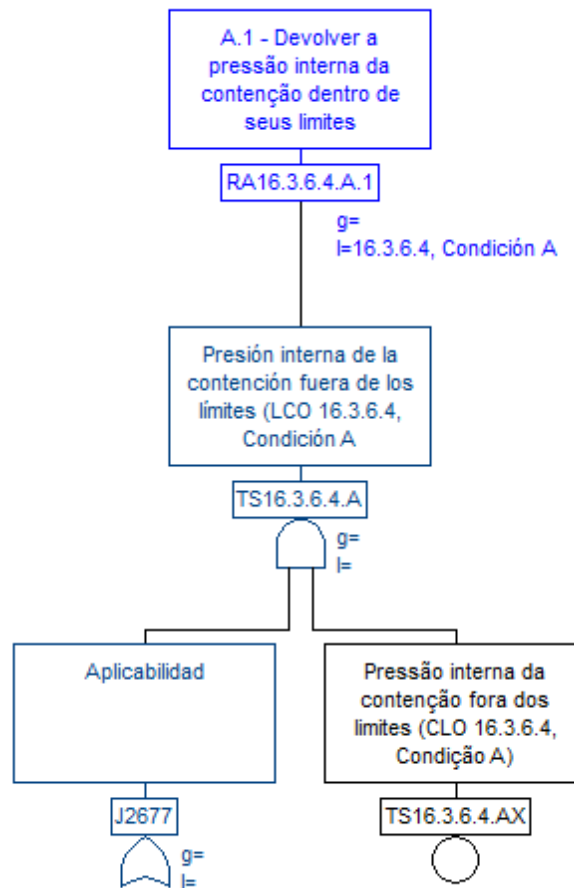 A.1 - Devolver a
pressão interna da
contenção dentro de
seus limites
RA16.3.6.4.A.1
g=
l=16.3.6.4, Condición A
Presión interna de la
contención fuera de los
límites (LCO 16.3.6.4,
Condición A
TS16.3.6.4.A
g=
l=
Aplicabilidad
J2677
g=
l=
Pressão interna da
contenção fora dos
limites (CLO 16.3.6.4,
Condição A)
TS16.3.6.4.AX